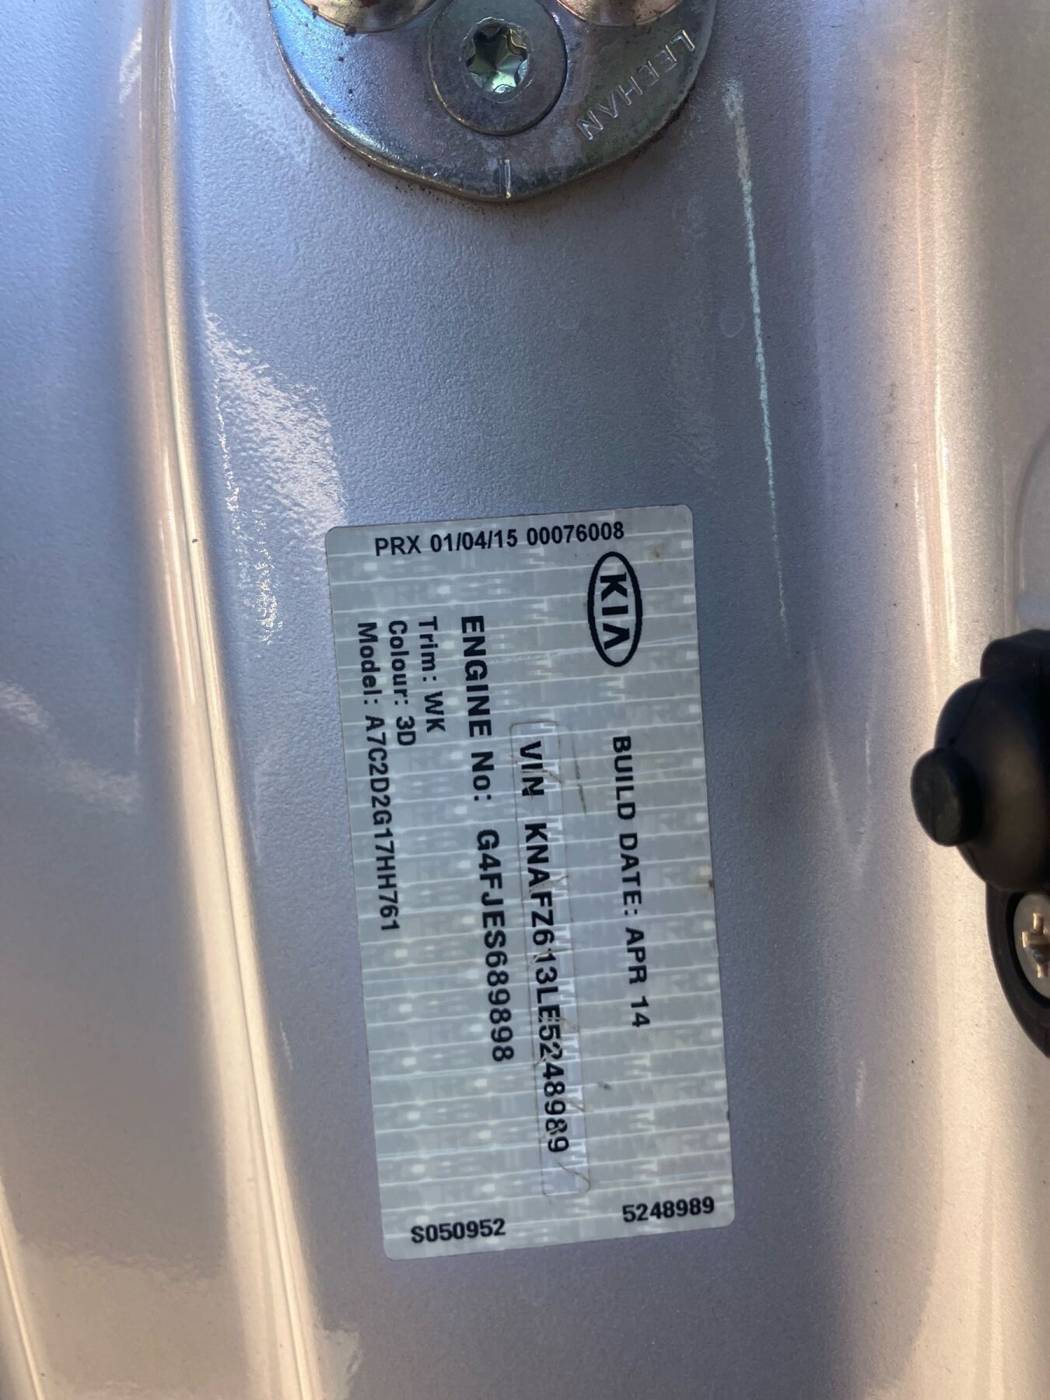 LEEHAN
PRX 01/04/15 00076008
KIA
BUILD DATE: APR 14
VIN KNAFZ613LE5248989
ENGINE No: G4FJES689898
Trim: WK
Colour: 3D
Model: A7C2D2G17HH761
5248989
S050952